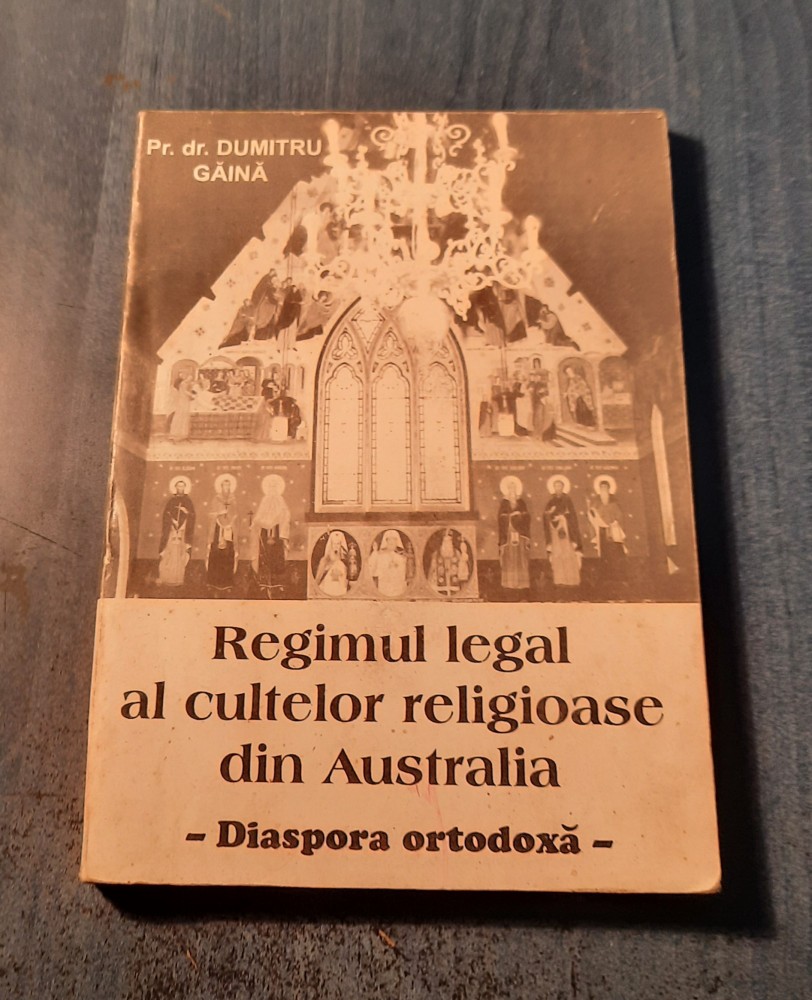 Pr. dr. DUMITRU
GĂINĂ
Regimul legal
al cultelor religioase
din Australia
– Diaspora ortodoxă –